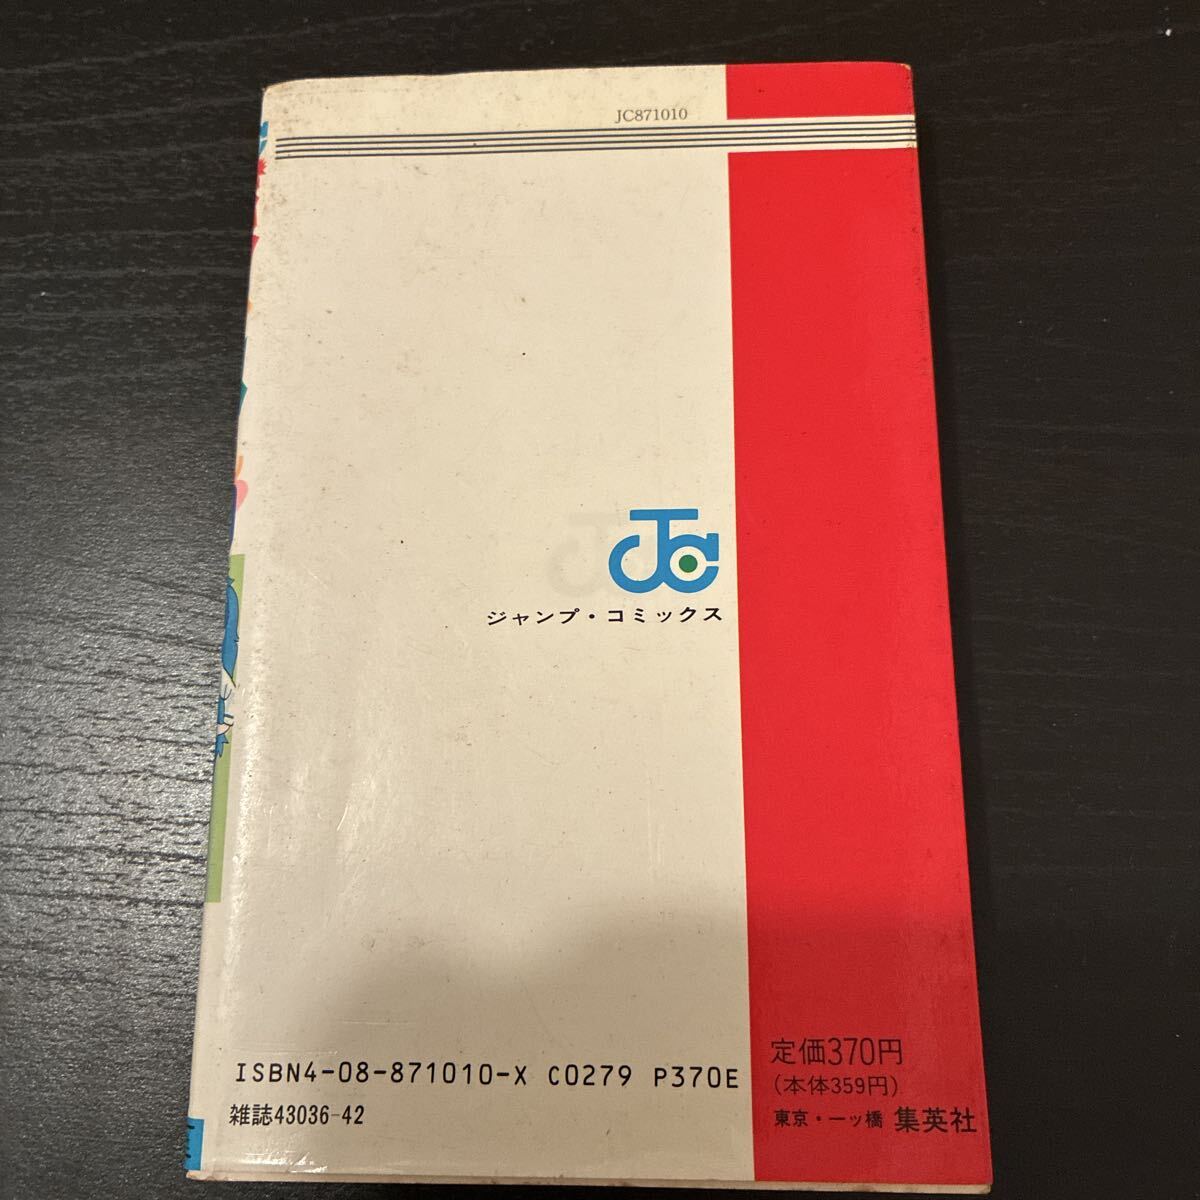 JC871010
JC
ジャンプ・コミックス
ISBN4-08-871010-X C0279 P370E
雑誌43036-42
定価370円
(本体359円)
東京・一ッ橋 集英社